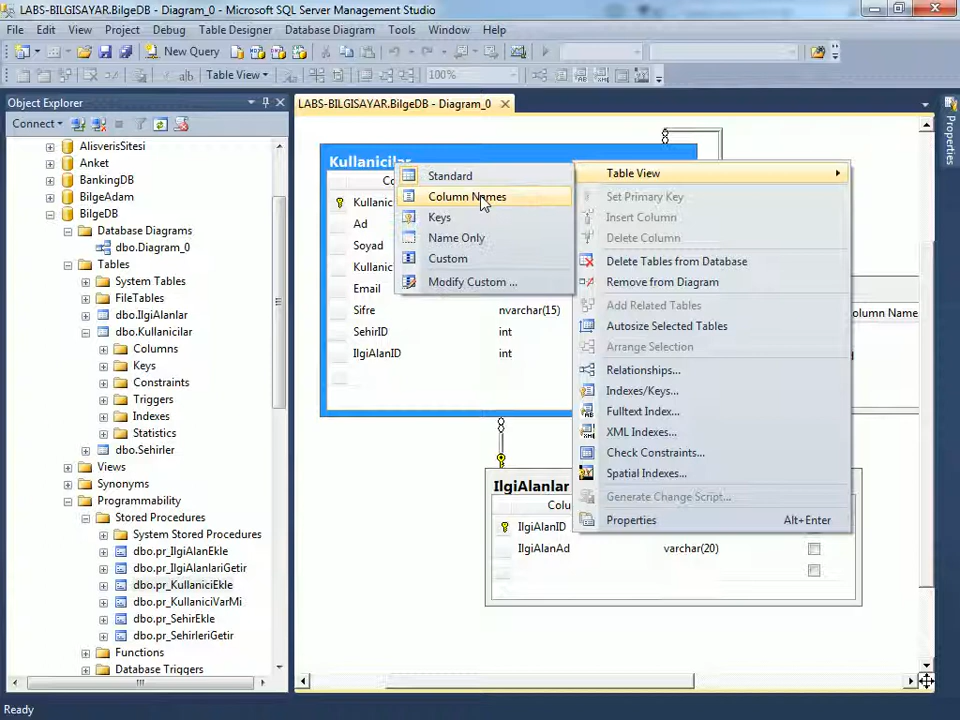 LABS-BILGISAYAR.BilgeDB - Diagram_0 - Microsoft SQL Server Management Studio
File Edit View Project Debug Table Designer Database Diagram Tools Window Help
New Query
Table View 100%
Object Explorer
Connect
AlisverisSitesi
Anket
BankingDB
BilgeAdam
BilgeDB
Database Diagrams
dbo.Diagram_0
Tables
System Tables
FileTables
dbo.IlgiAlanlar
dbo.Kullanicilar
Columns
Keys
Constraints
Triggers
Indexes
Statistics
dbo.Sehirler
Views
Synonyms
Programmability
Stored Procedures
System Stored Procedures
dbo.pr_IlgiAlanEkle
dbo.pr_IlgiAlanlariGetir
dbo.pr_KullaniciEkle
dbo.pr_KullaniciVarMi
dbo.pr_SehirEkle
dbo.pr_SehirleriGetir
Functions
Database Triggers
LABS-BILGISAYAR.BilgeDB - Diagram_0
Kullanicilar
Co
Kullanic
Ad
Soyad
Kullanic
Email
Sifre nvarchar(15)
SehirID int
IlgiAlanID int
Standard
Column Names
Keys
Name Only
Custom
Modify Custom ...
Table View
Set Primary Key
Insert Column
Delete Column
Delete Tables from Database
Remove from Diagram
Add Related Tables
Autosize Selected Tables
Arrange Selection
Relationships...
Indexes/Keys...
Fulltext Index...
XML Indexes...
Check Constraints...
Spatial Indexes...
Generate Change Script...
Properties Alt+Enter
olumn Name
IlgiAlanlar
Colu
IlgiAlanID
IlgiAlanAd varchar(20)
Properties
Ready